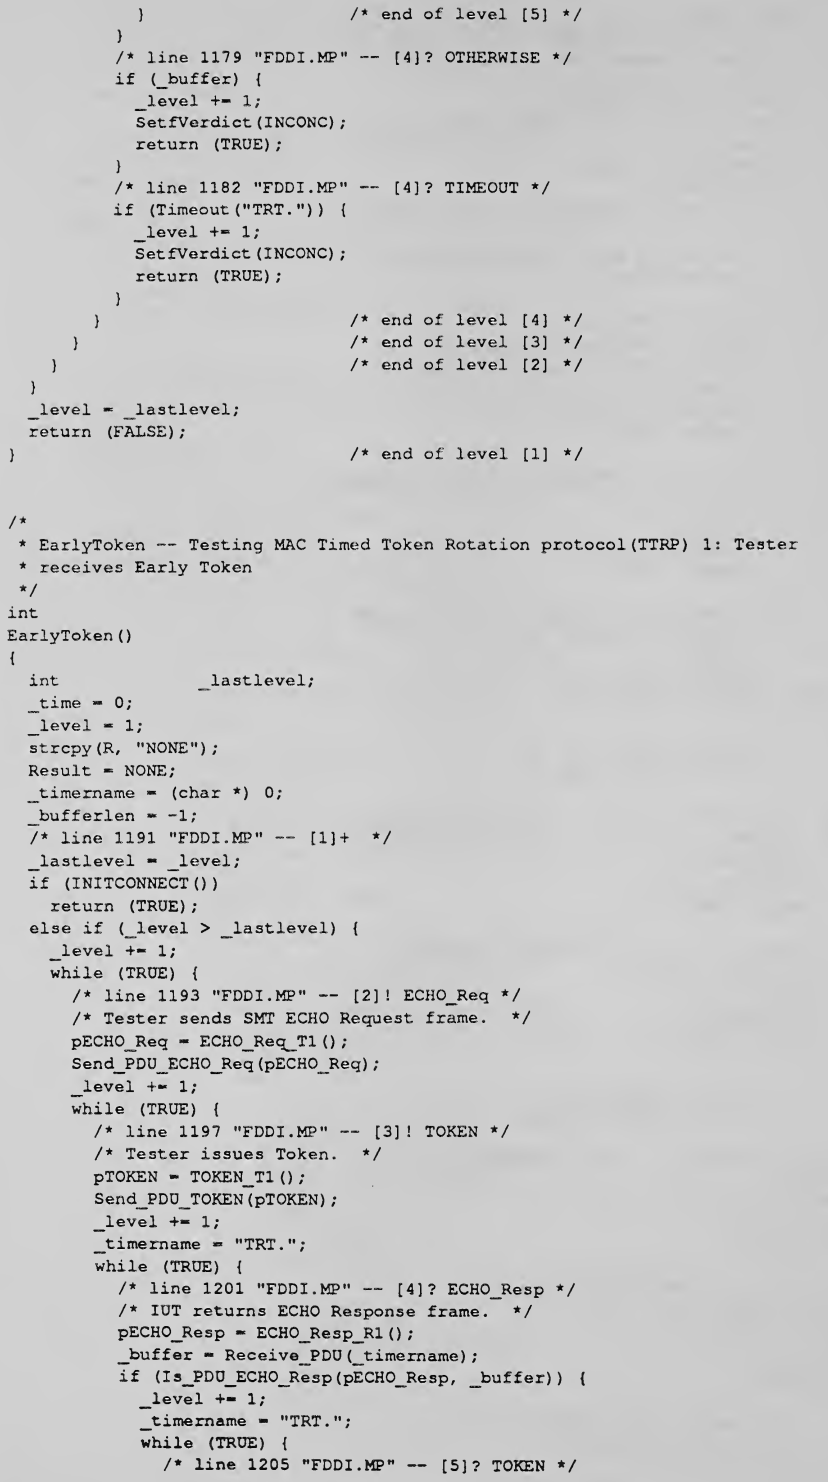 }                    /* end of level [5] */
          }
          /* line 1179 "FDDI.MP" -- [4]? OTHERWISE */
          if (_buffer) {
            _level += 1;
            SetfVerdict(INCONC);
            return (TRUE);
          }
          /* line 1182 "FDDI.MP" -- [4]? TIMEOUT */
          if (Timeout("TRT.")) {
            _level += 1;
            SetfVerdict(INCONC);
            return (TRUE);
          }
        }                        /* end of level [4] */
      }                          /* end of level [3] */
    }                            /* end of level [2] */
  }
  _level = _lastlevel;
  return (FALSE);
}                                /* end of level [1] */
/*
 * EarlyToken -- Testing MAC Timed Token Rotation protocol(TTRP) 1: Tester
 * receives Early Token
 */
int
EarlyToken()
{
  int             _lastlevel;
  _time = 0;
  _level = 1;
  strcpy(R, "NONE");
  Result = NONE;
  _timername = (char *) 0;
  _bufferlen = -1;
  /* line 1191 "FDDI.MP" -- [1]+  */
  _lastlevel = _level;
  if (INITCONNECT())
    return (TRUE);
  else if (_level > _lastlevel) {
    _level += 1;
    while (TRUE) {
      /* line 1193 "FDDI.MP" -- [2]! ECHO_Req */
      /* Tester sends SMT ECHO Request frame.  */
      pECHO_Req = ECHO_Req_T1();
      Send_PDU_ECHO_Req(pECHO_Req);
      _level += 1;
      while (TRUE) {
        /* line 1197 "FDDI.MP" -- [3]! TOKEN */
        /* Tester issues Token.  */
        pTOKEN = TOKEN_T1();
        Send_PDU_TOKEN(pTOKEN);
        _level += 1;
        _timername = "TRT.";
        while (TRUE) {
          /* line 1201 "FDDI.MP" -- [4]? ECHO_Resp */
          /* IUT returns ECHO Response frame.  */
          pECHO_Resp = ECHO_Resp_R1();
          _buffer = Receive_PDU(_timername);
          if (Is_PDU_ECHO_Resp(pECHO_Resp, _buffer)) {
            _level += 1;
            _timername = "TRT.";
            while (TRUE) {
              /* line 1205 "FDDI.MP" -- [5]? TOKEN */